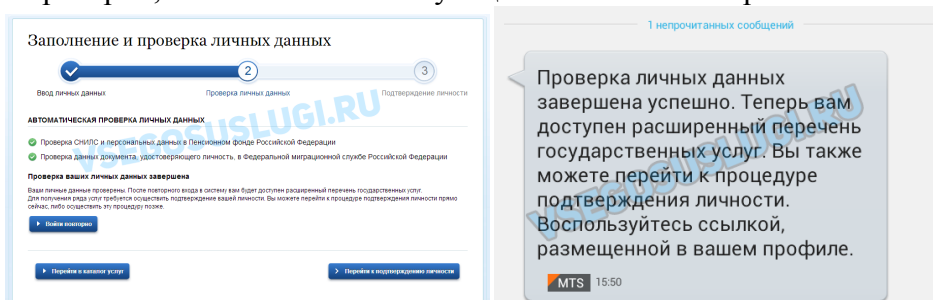 Заполнение и проверка личных данных
2
3
Ввод личных данных
Проверка личных данных
Подтверждение личности
АВТОМАТИЧЕСКАЯ ПРОВЕРКА ЛИЧНЫХ ДАННЫХ
Проверка СНИЛС и персональных данных в Пенсионном фонде Российской Федерации
Проверка данных документа, удостоверяющего личность, в Федеральной миграционной службе Российской Федерации
Проверка ваших личных данных завершена
Ваши личные данные проверены. После повторного входа в систему вам будет доступен расширенный перечень государственных услуг.
Для получения ряда услуг требуется осуществить подтверждение вашей личности. Вы можете перейти к процедуре подтверждения личности прямо
сейчас, либо осуществить эту процедуру позже.
Войти повторно
Перейти в каталог услуг
Перейти к подтверждению личности
VSEGOSUSLUGI.RU
1 непрочитанных сообщений
Проверка личных данных
завершена успешно. Теперь вам
доступен расширенный перечень
государственных услуг. Вы также
можете перейти к процедуре
подтверждения личности.
Воспользуйтесь ссылкой,
размещенной в вашем профиле.
MTS 15:50
VSEGOSUSLUGI.RU